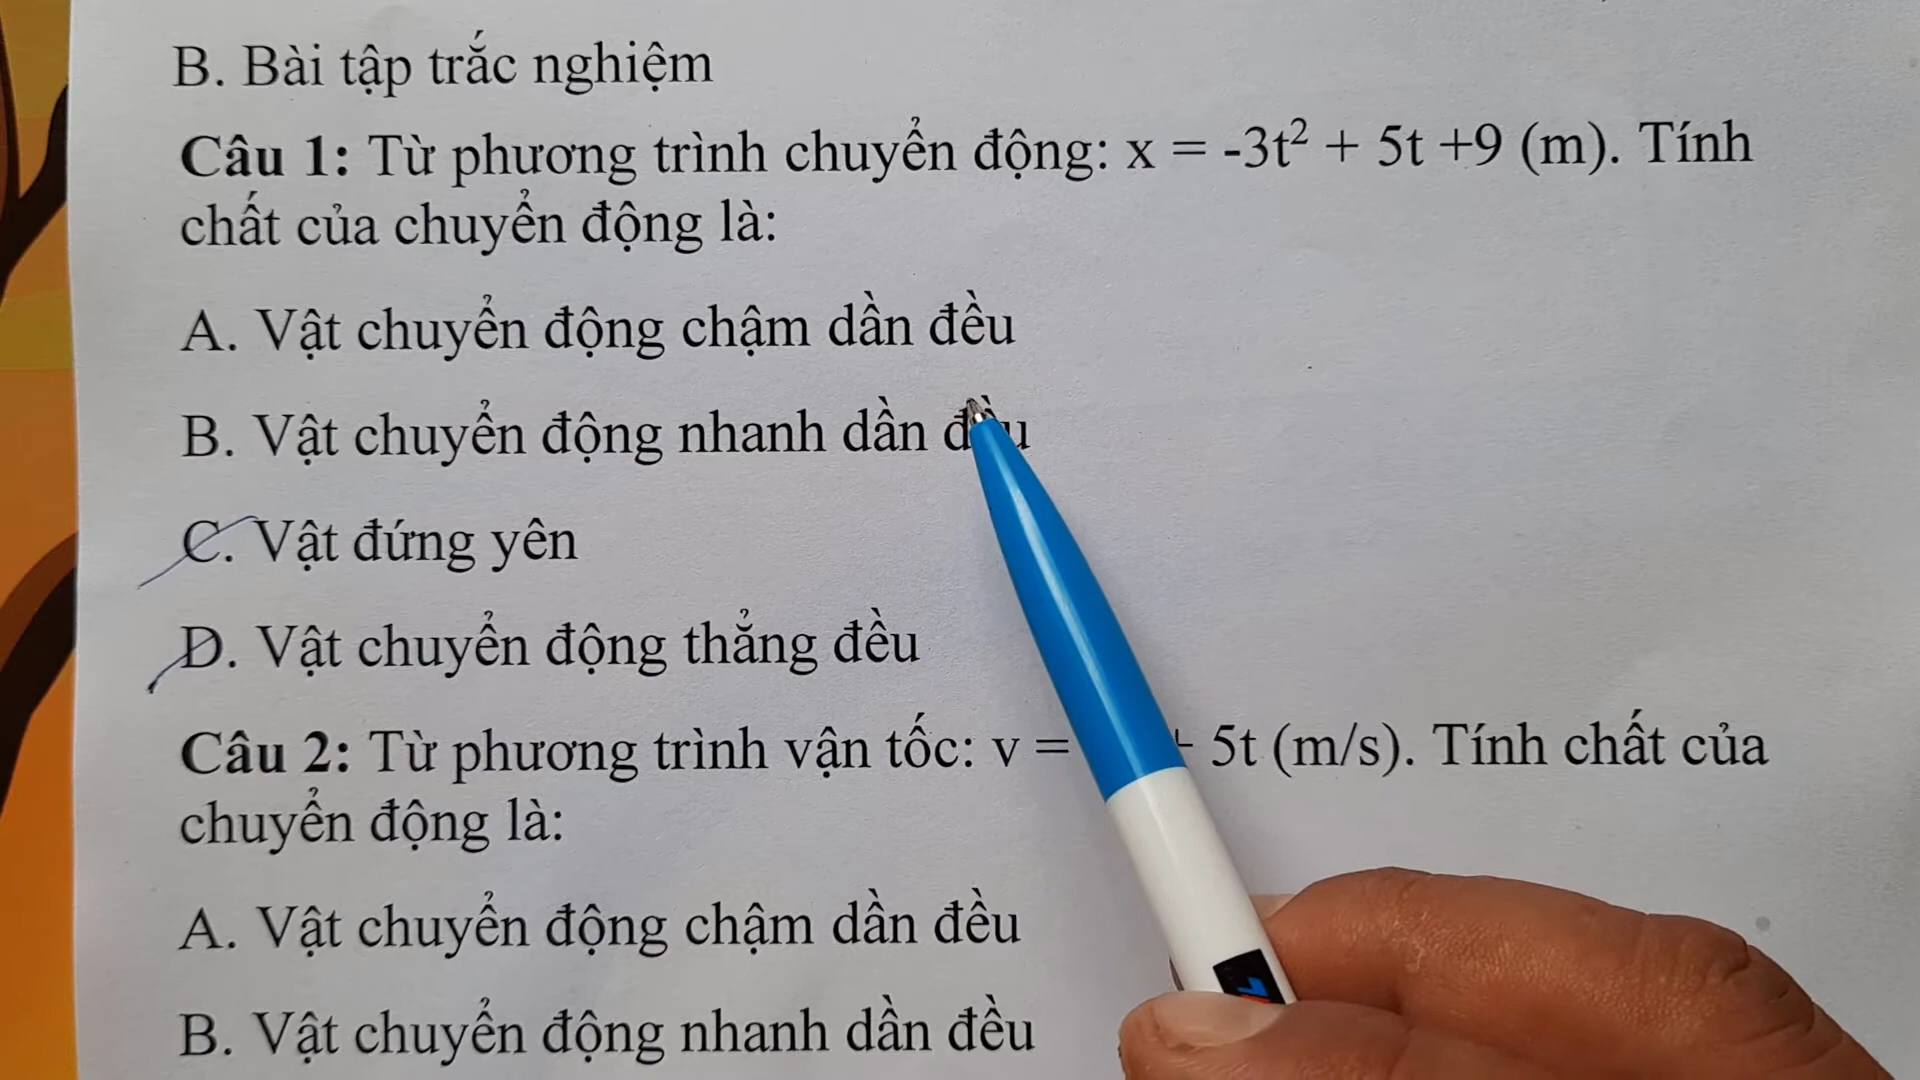 B. Bài tập trắc nghiệm
Câu 1: Từ phương trình chuyển động: x = -3t² + 5t +9 (m). Tính
chất của chuyển động là:
A. Vật chuyển động chậm dần đều
B. Vật chuyển động nhanh dần
C. Vật đứng yên
D. Vật chuyển động thẳng đều
Câu 2: Từ phương trình vận tốc: v = 5t (m/s). Tính chất của
chuyển động là:
A. Vật chuyển động chậm dần đều
B. Vật chuyển động nhanh dần đều